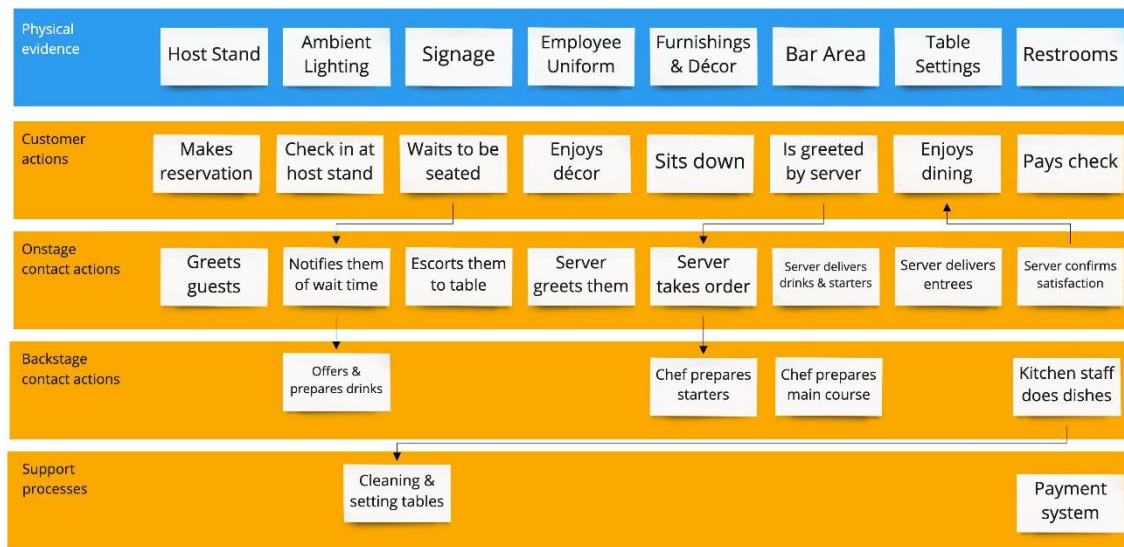 Physical
evidence
Host Stand
Ambient
Lighting
Signage
Employee
Uniform
Furnishings
& Décor
Bar Area
Table
Settings
Restrooms
Customer
actions
Makes
reservation
Check in at
host stand
Waits to be
seated
Enjoys
décor
Sits down
Is greeted
by server
Enjoys
dining
Pays check
Onstage
contact actions
Greets
guests
Notifies them
of wait time
Escorts them
to table
Server
greets them
Server
takes order
Server delivers
drinks & starters
Server delivers
entrees
Server confirms
satisfaction
Backstage
contact actions
Offers &
prepares drinks
Chef prepares
starters
Chef prepares
main course
Kitchen staff
does dishes
Support
processes
Cleaning &
setting tables
Payment
system